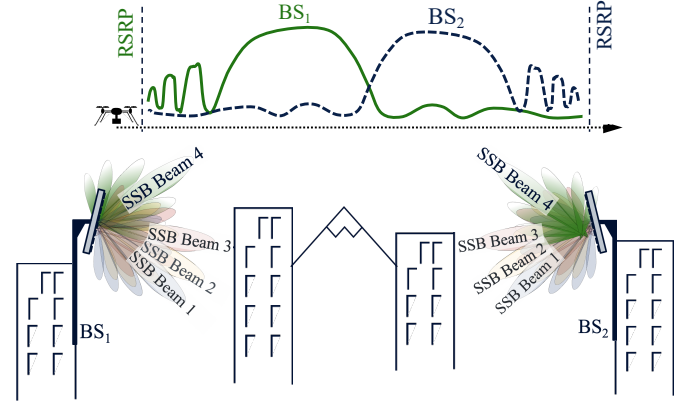 RSRP
BS1
BS2
RSRP
SSB Beam 4
SSB Beam 3
SSB Beam 2
SSB Beam 1
BS1
SSB Beam 4
SSB Beam 3
SSB Beam 2
SSB Beam 1
BS2